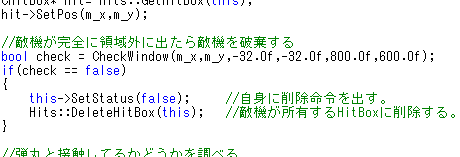 CHitBox* hit= Hits::GetHitBox(this);
hit->SetPos(m_x,m_y);
//敵機が完全に領域外に出たら敵機を破棄する
bool check = CheckWindow(m_x,m_y,-32.0f,-32.0f,800.0f,600.0f);
if(check == false)
{
this->SetStatus(false); //自身に削除命令を出す。
Hits::DeleteHitBox(this); //敵機が所有するHitBoxに削除する。
}
//弾丸と接触してるかどうかを調べる